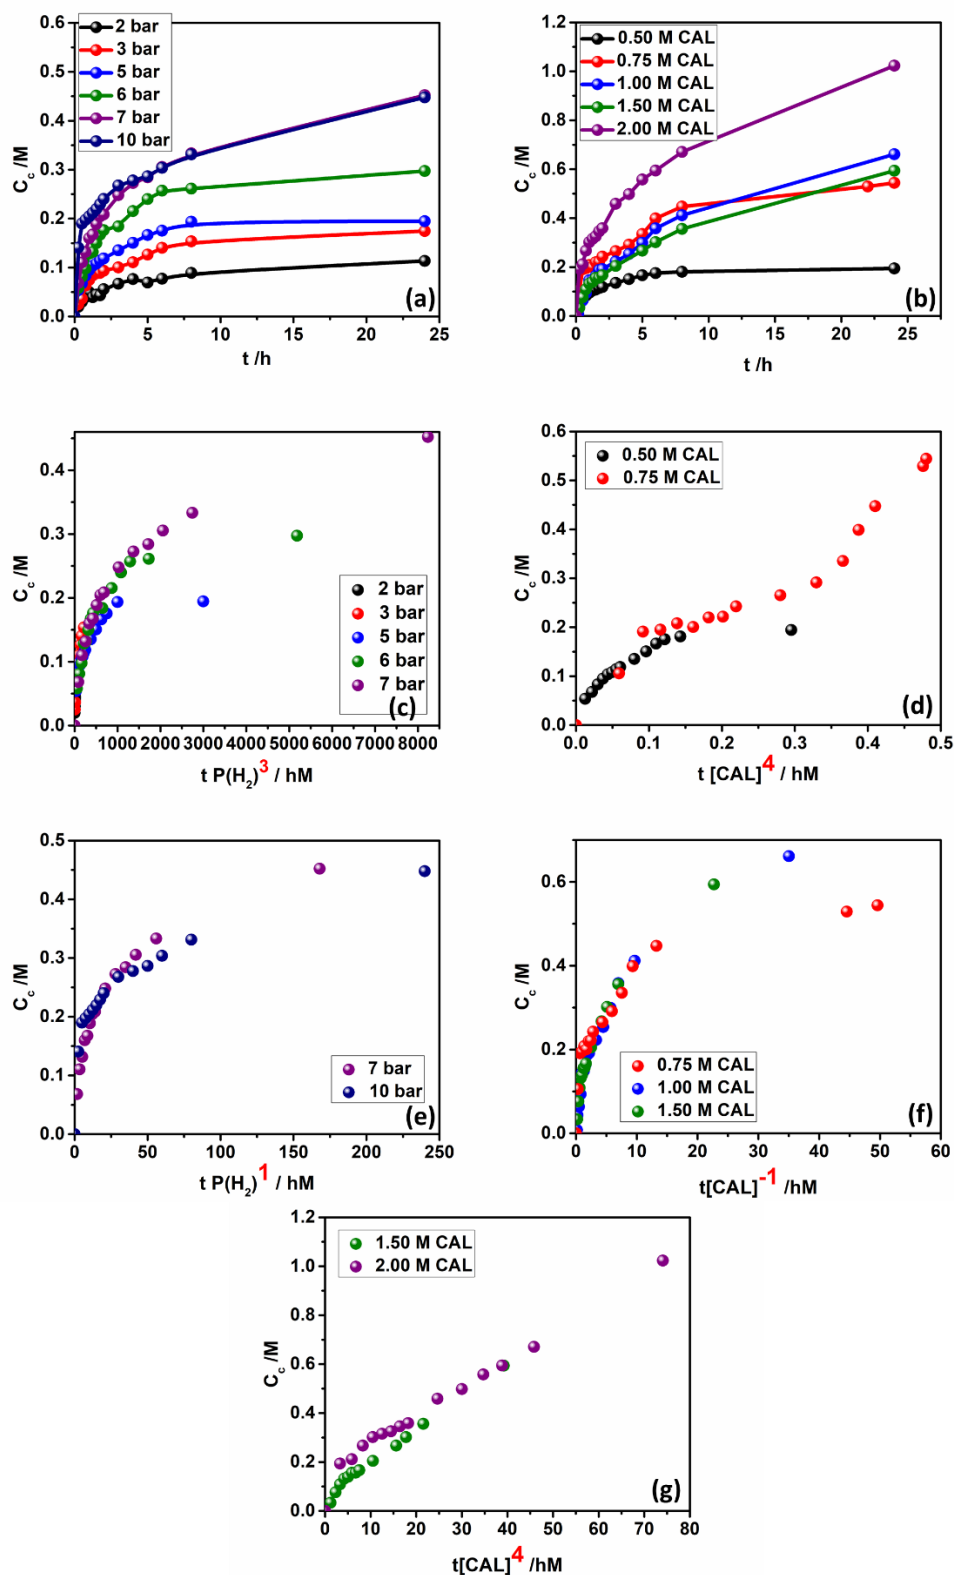 0.6
0.5
0.4
0.3
0.2
0.1
0.0
C_c /M
2 bar
3 bar
5 bar
6 bar
7 bar
10 bar
(a)
0 5 10 15 20 25
t /h
1.2
1.0
0.8
0.6
0.4
0.2
0.0
C_c /M
0.50 M CAL
0.75 M CAL
1.00 M CAL
1.50 M CAL
2.00 M CAL
(b)
0 5 10 15 20 25
t /h
0.4
0.3
0.2
0.1
0.0
C_c /M
2 bar
3 bar
5 bar
6 bar
7 bar
(c)
0 1000 2000 3000 4000 5000 6000 7000 8000
t P(H₂)³ / hM
0.6
0.5
0.4
0.3
0.2
0.1
0.0
C_c /M
0.50 M CAL
0.75 M CAL
(d)
0.0 0.1 0.2 0.3 0.4 0.5
t [CAL]⁴ / hM
0.5
0.4
0.3
0.2
0.1
0.0
C_c /M
7 bar
10 bar
(e)
0 50 100 150 200 250
t P(H₂)¹ / hM
0.6
0.4
0.2
0.0
C_c /M
0.75 M CAL
1.00 M CAL
1.50 M CAL
(f)
0 10 20 30 40 50 60
t[CAL]⁻¹ /hM
1.2
1.0
0.8
0.6
0.4
0.2
0.0
C_c /M
1.50 M CAL
2.00 M CAL
(g)
0 10 20 30 40 50 60 70 80
t[CAL]⁴ /hM